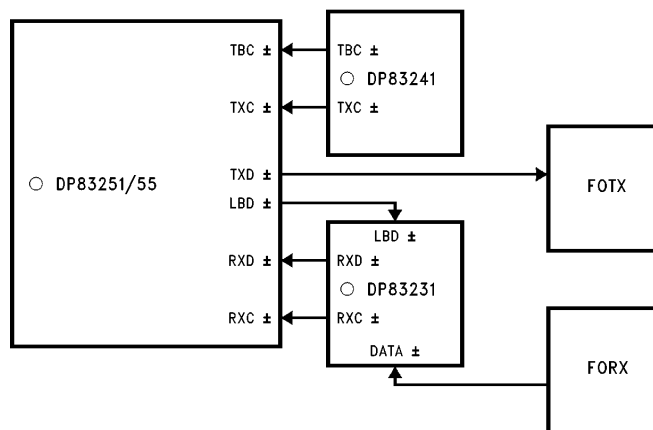 TBC ±
TXC ±
TXD ±
LBD ±
RXD ±
RXC ±
DP83251/55
TBC ±
DP83241
TXC ±
LBD ±
RXD ±
DP83231
RXC ±
DATA ±
FOTX
FORX